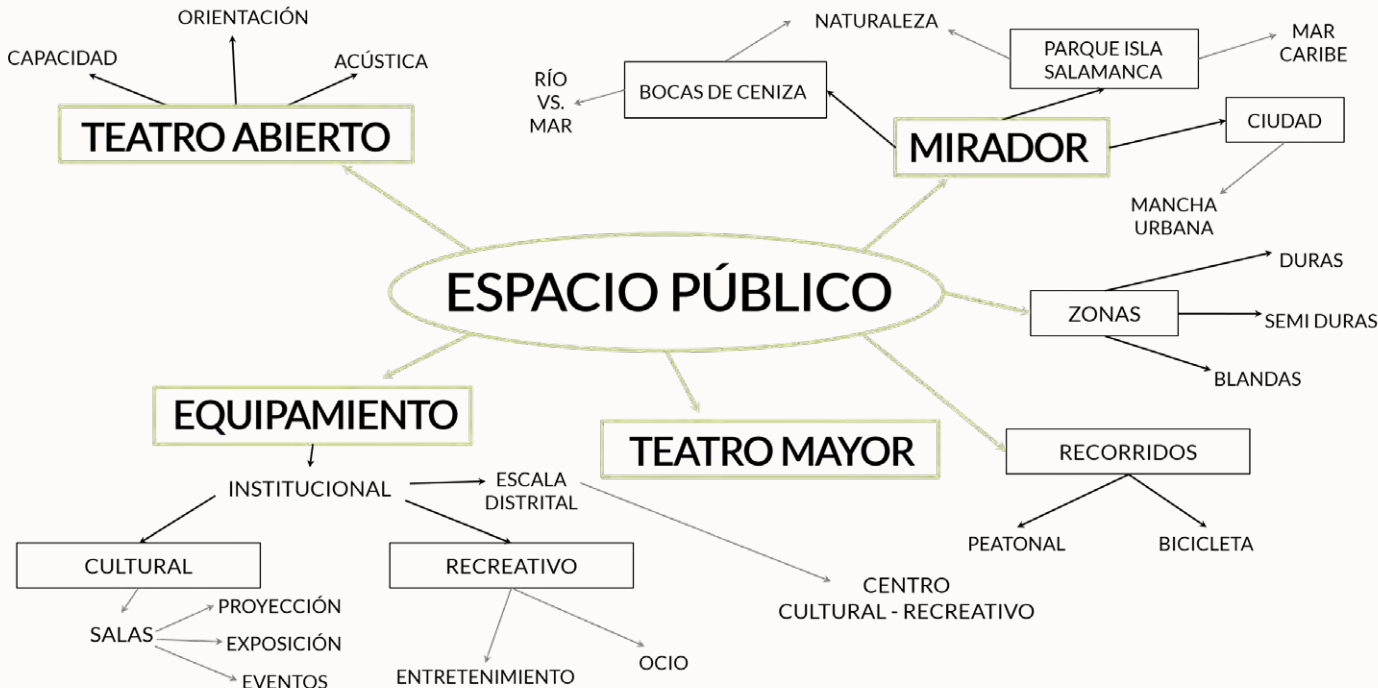 ORIENTACIÓN
CAPACIDAD
ACÚSTICA
TEATRO ABIERTO
NATURALEZA
RÍO
VS.
MAR
BOCAS DE CENIZA
PARQUE ISLA
SALAMANCA
MAR
CARIBE
MIRADOR
CIUDAD
MANCHA
URBANA
ESPACIO PÚBLICO
ZONAS
DURAS
SEMI DURAS
BLANDAS
EQUIPAMIENTO
TEATRO MAYOR
RECORRIDOS
PEATONAL
BICICLETA
INSTITUCIONAL
ESCALA
DISTRITAL
CULTURAL
RECREATIVO
CENTRO
CULTURAL - RECREATIVO
SALAS
PROYECCIÓN
EXPOSICIÓN
EVENTOS
ENTRETENIMIENTO
OCIO